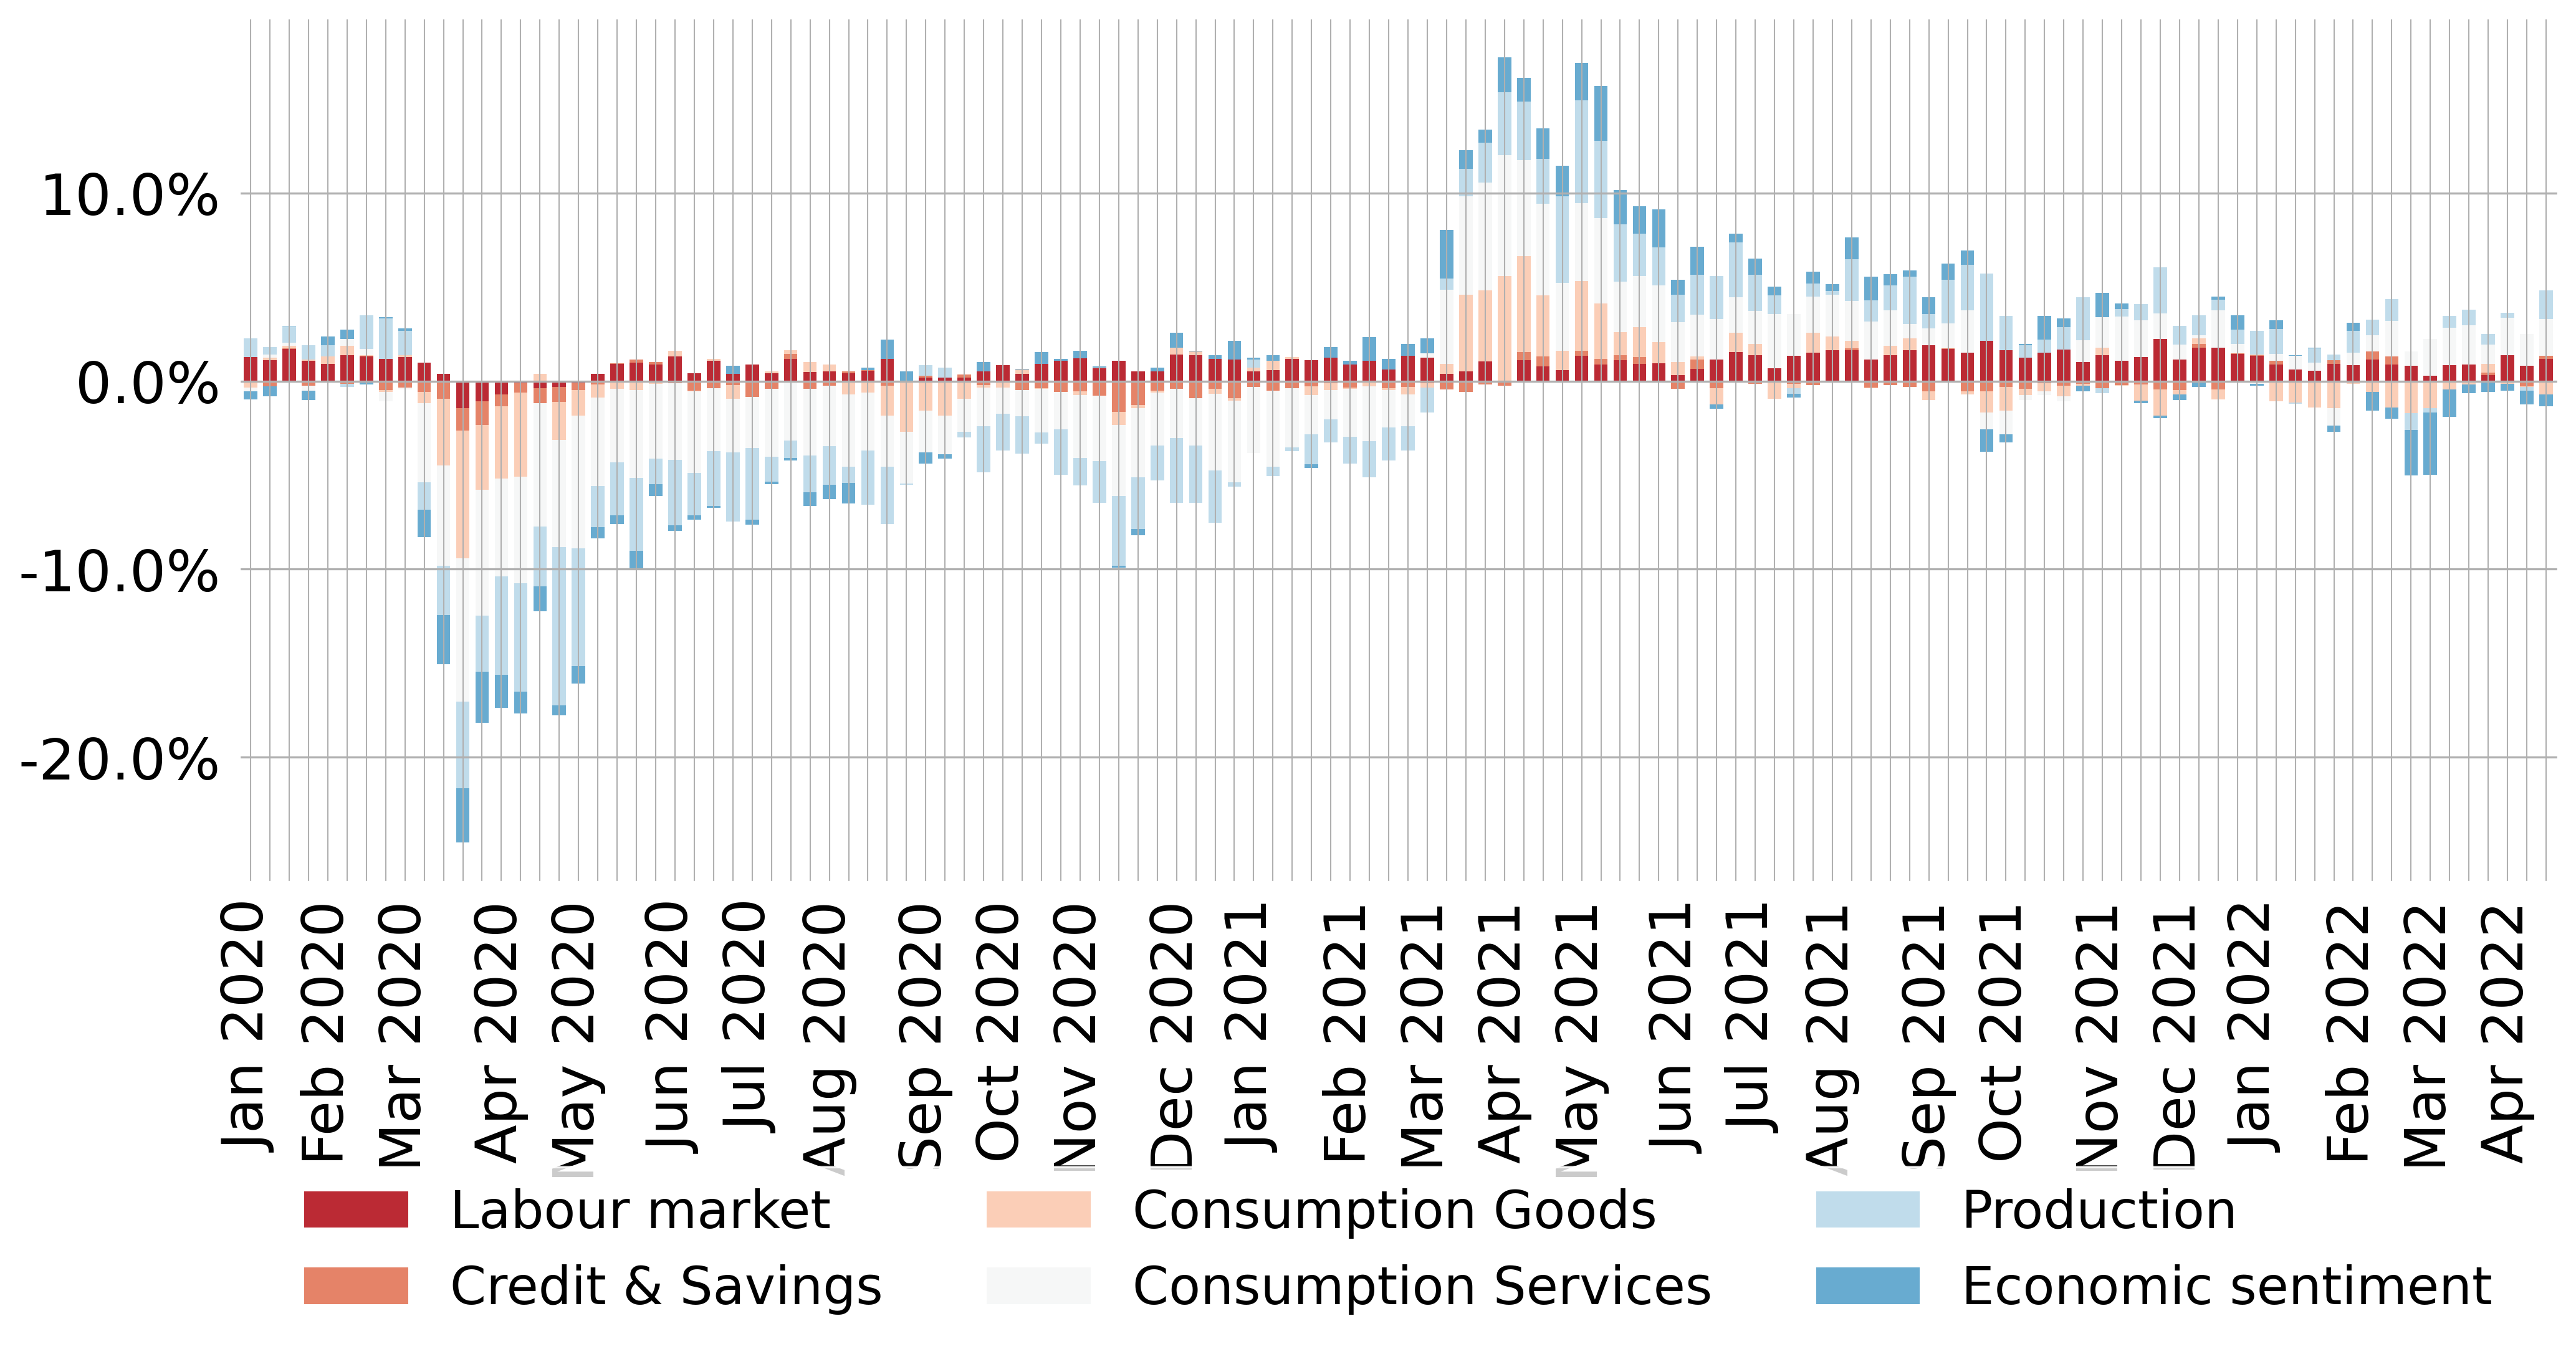 10.0%
0.0%
-10.0%
-20.0%
Jan 2020
Feb 2020
Mar 2020
Apr 2020
May 2020
Jun 2020
Jul 2020
Aug 2020
Sep 2020
Oct 2020
Nov 2020
Dec 2020
Jan 2021
Feb 2021
Mar 2021
Apr 2021
May 2021
Jun 2021
Jul 2021
Aug 2021
Sep 2021
Oct 2021
Nov 2021
Dec 2021
Jan 2022
Feb 2022
Mar 2022
Apr 2022
Labour market
Credit & Savings
Consumption Goods
Consumption Services
Production
Economic sentiment